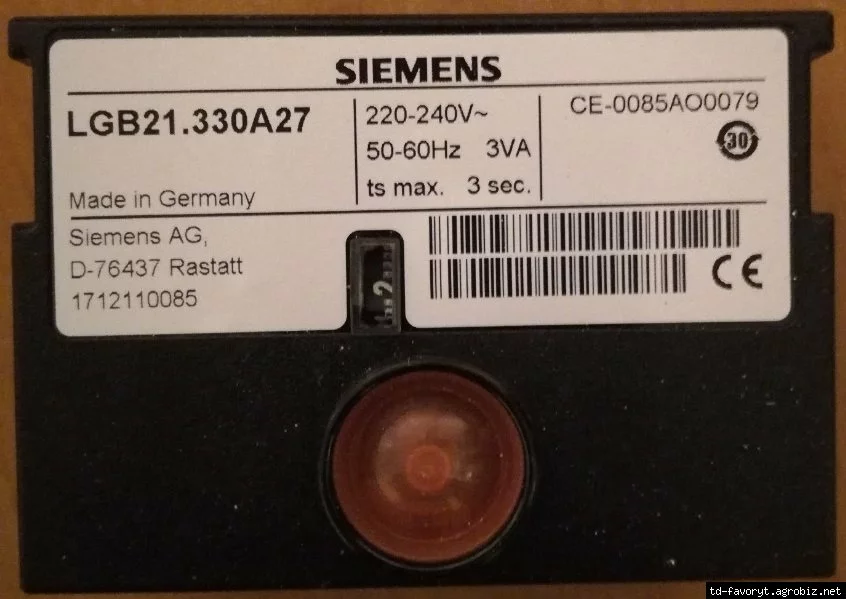 SIEMENS
LGB21.330A27
220-240V~
50-60Hz 3VA
ts max. 3 sec.
CE-0085AO0079
30
Made in Germany
Siemens AG,
D-76437 Rastatt
1712110085
2
CE
td-favoryt.agrobiz.net